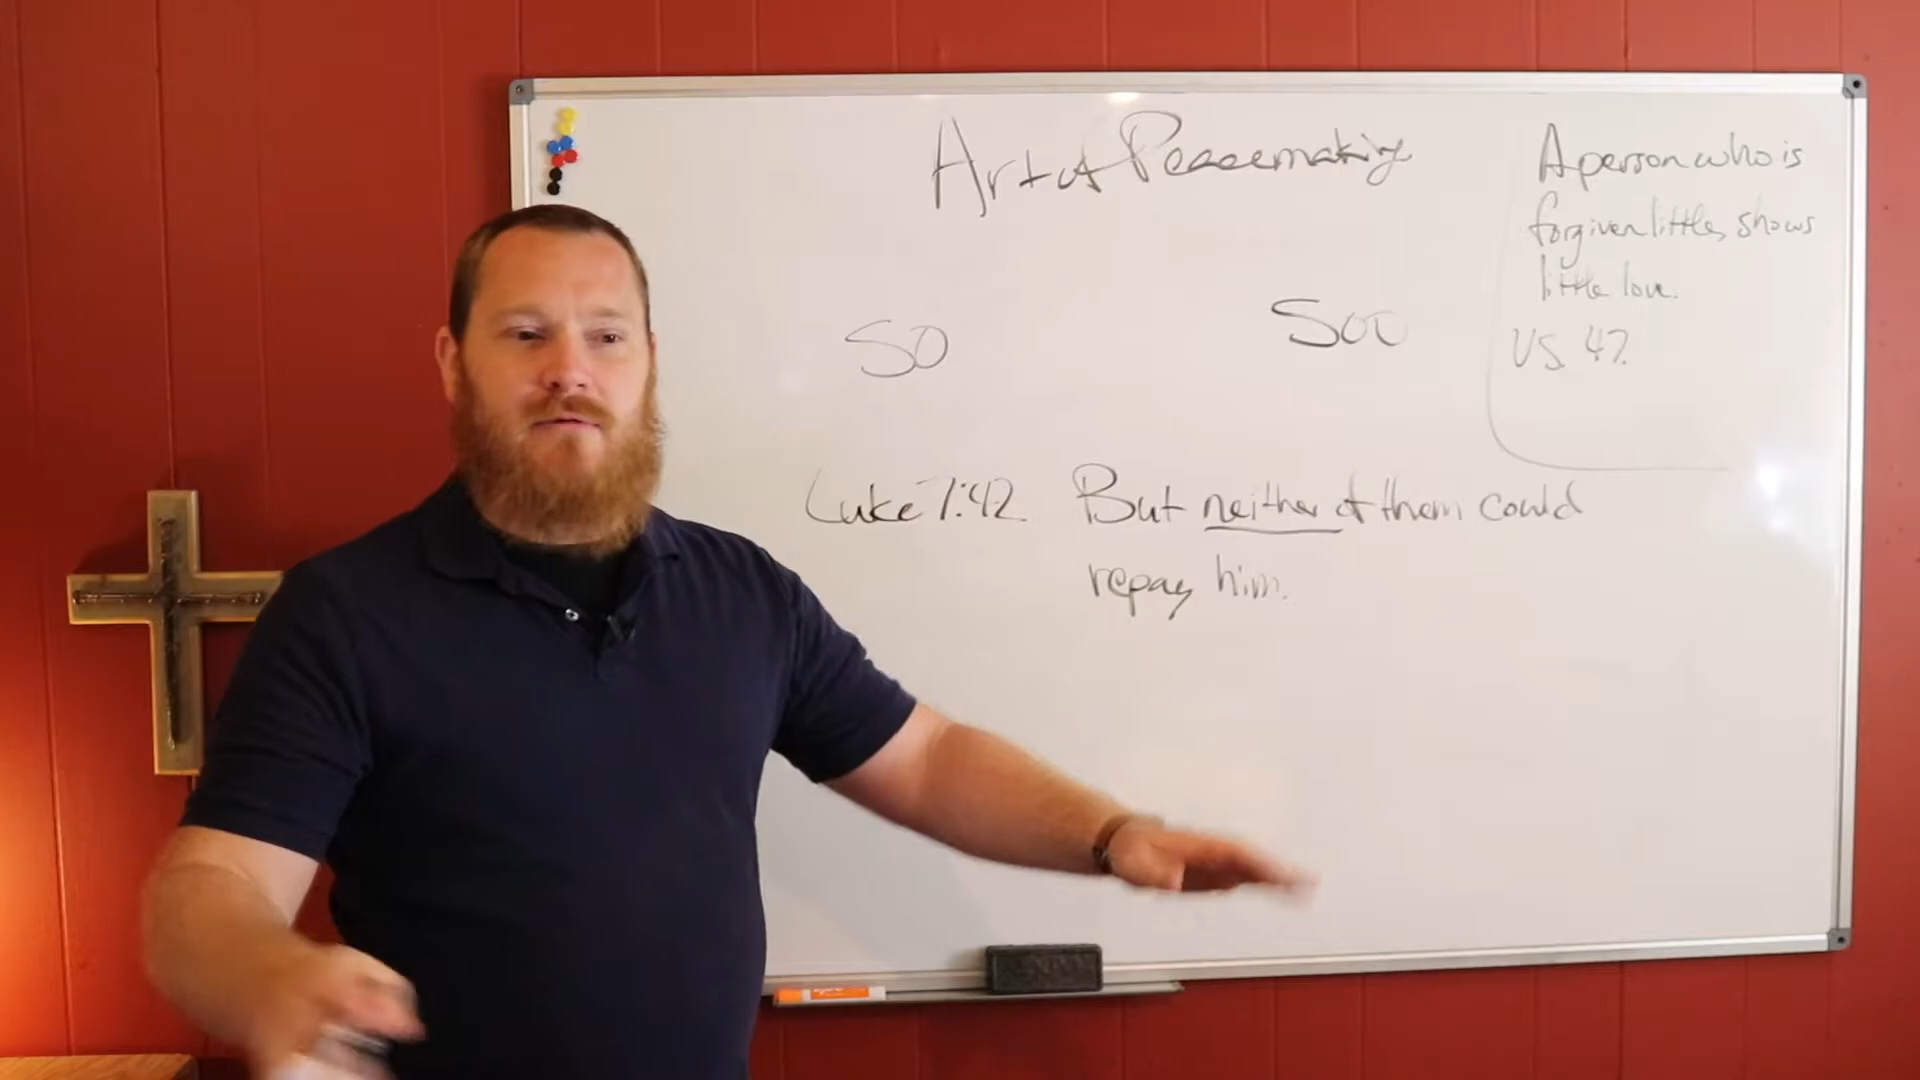 Art of Peacemaking
A person who is
forgiven little, shows
little love.
VS. 47
50
500
Luke 7:42 But neither of them could
repay him.